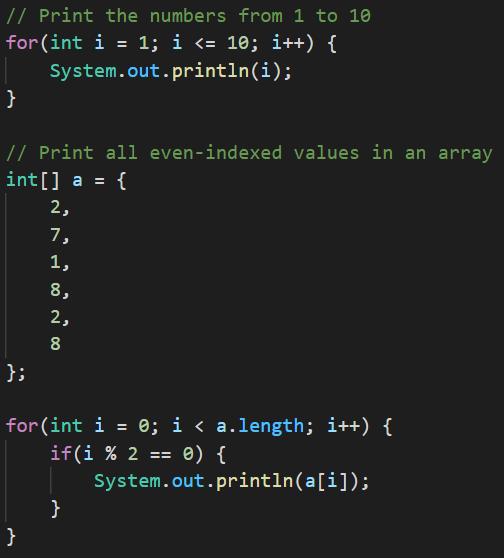 // Print the numbers from 1 to 10
for(int i = 1; i <= 10; i++) {
    System.out.println(i);
}

// Print all even-indexed values in an array
int[] a = {
    2,
    7,
    1,
    8,
    2,
    8
};

for(int i = 0; i < a.length; i++) {
    if(i % 2 == 0) {
        System.out.println(a[i]);
    }
}